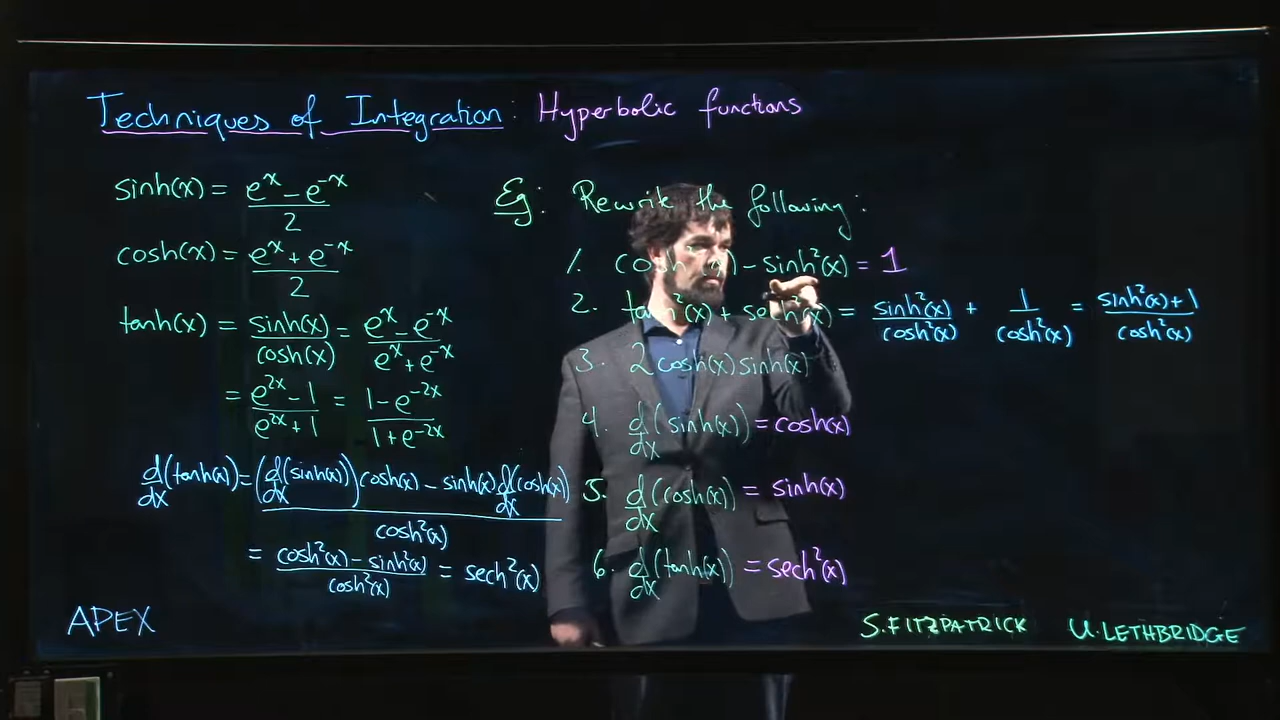 Techniques of Integration: Hyperbolic functions
sinh(x) = (e^x − e^−x)/2
cosh(x) = (e^x + e^−x)/2
tanh(x) = sinh(x)/cosh(x) = (e^x − e^−x)/(e^x + e^−x)
= (e^2x − 1)/(e^2x + 1) = (1 − e^−2x)/(1 + e^−2x)
d/dx (tanh(x)) = ((d/dx (sinh(x))) cosh(x) − sinh(x) d/dx (cosh(x)))/cosh²(x)
= (cosh²(x) − sinh²(x))/cosh²(x) = sech²(x)
Eg: Rewrite the following:
1. cosh²(x) − sinh²(x) = 1
2. tanh²(x) + sech²(x) = sinh²(x)/cosh²(x) + 1/cosh²(x) = (sinh²(x) + 1)/cosh²(x)
3. 2 cosh(x) sinh(x)
4. d/dx (sinh(x)) = cosh(x)
5. d/dx (cosh(x)) = sinh(x)
6. d/dx (tanh(x)) = sech²(x)
APEX
S. FITZPATRICK U. LETHBRIDGE